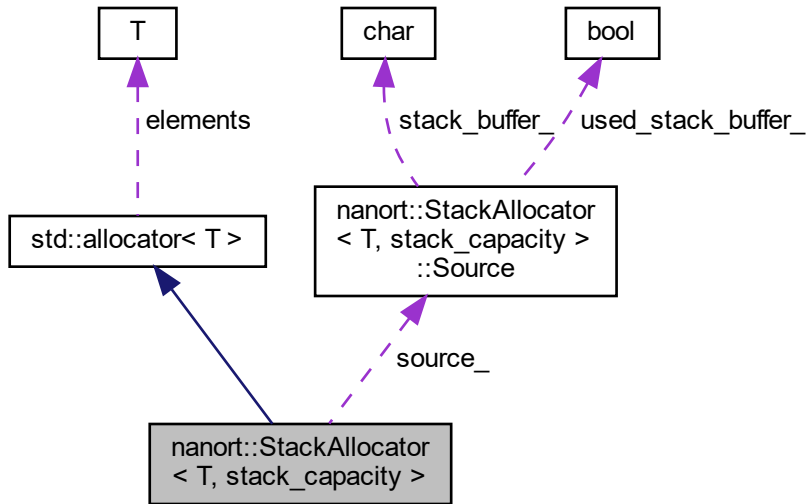 T
char
bool
elements
stack_buffer_
used_stack_buffer_
std::allocator< T >
nanort::StackAllocator
< T, stack_capacity >
::Source
source_
nanort::StackAllocator
< T, stack_capacity >